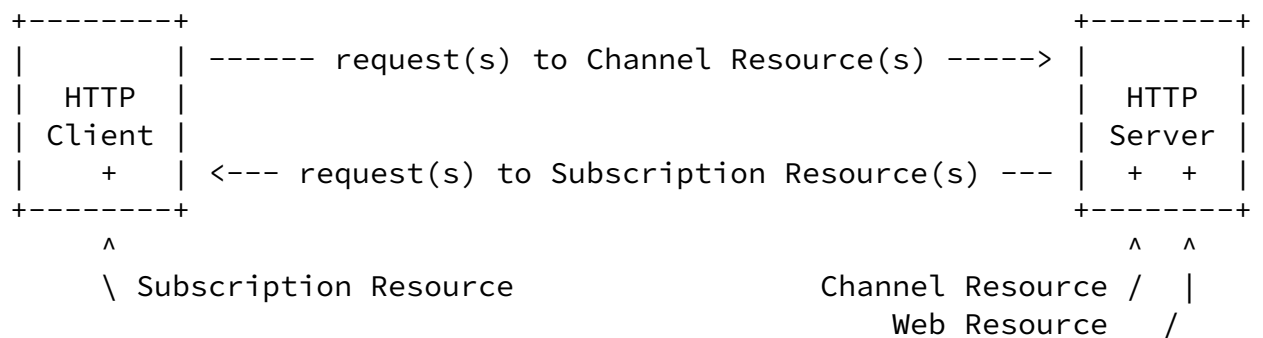 +--------+                                                  +--------+
|        | ------ request(s) to Channel Resource(s) -----> |        |
|  HTTP  |                                                  |  HTTP  |
| Client |                                                  | Server |
|    +   | <--- request(s) to Subscription Resource(s) --- |  +  +  |
+--------+                                                  +--------+
     ^                                                         ^  ^
     \ Subscription Resource                 Channel Resource /  |
                                                 Web Resource   /